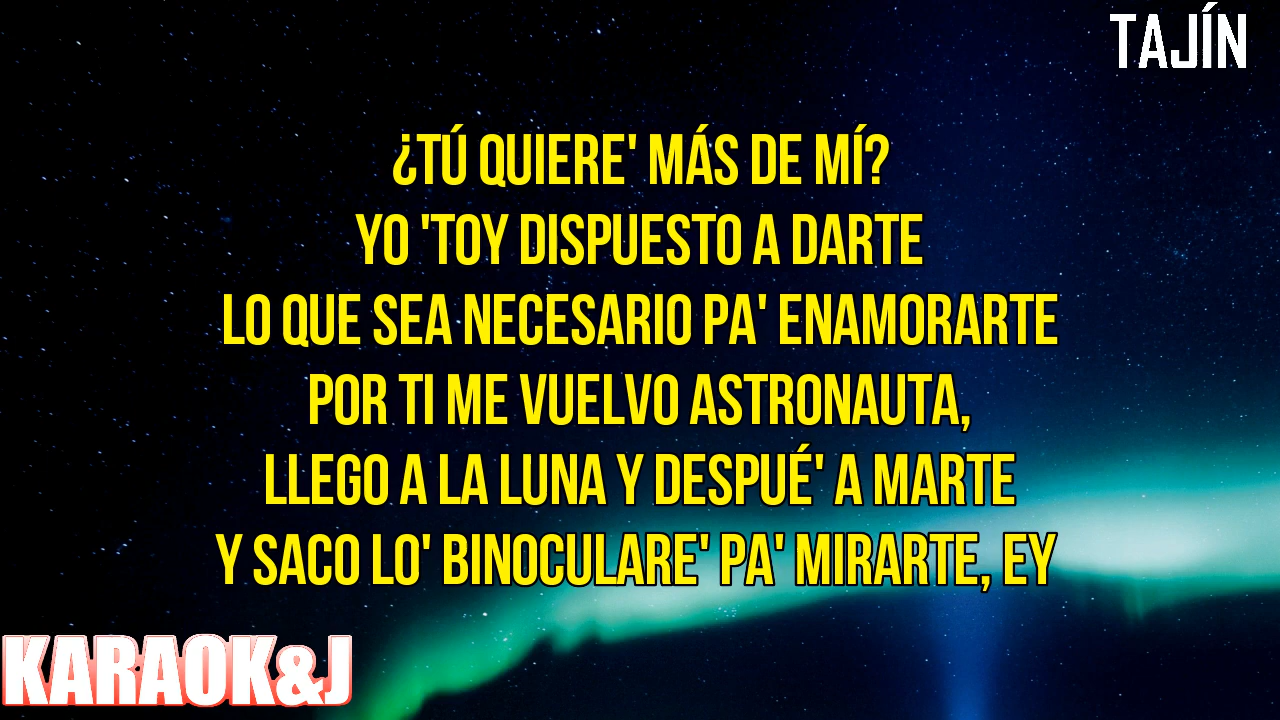 TAJÍN
¿TÚ QUIERE' MÁS DE MÍ?
YO 'TOY DISPUESTO A DARTE
LO QUE SEA NECESARIO PA' ENAMORARTE
POR TI ME VUELVO ASTRONAUTA,
LLEGO A LA LUNA Y DESPUÉ' A MARTE
Y SACO LO' BINOCULARE' PA' MIRARTE, EY
KARAOK&J